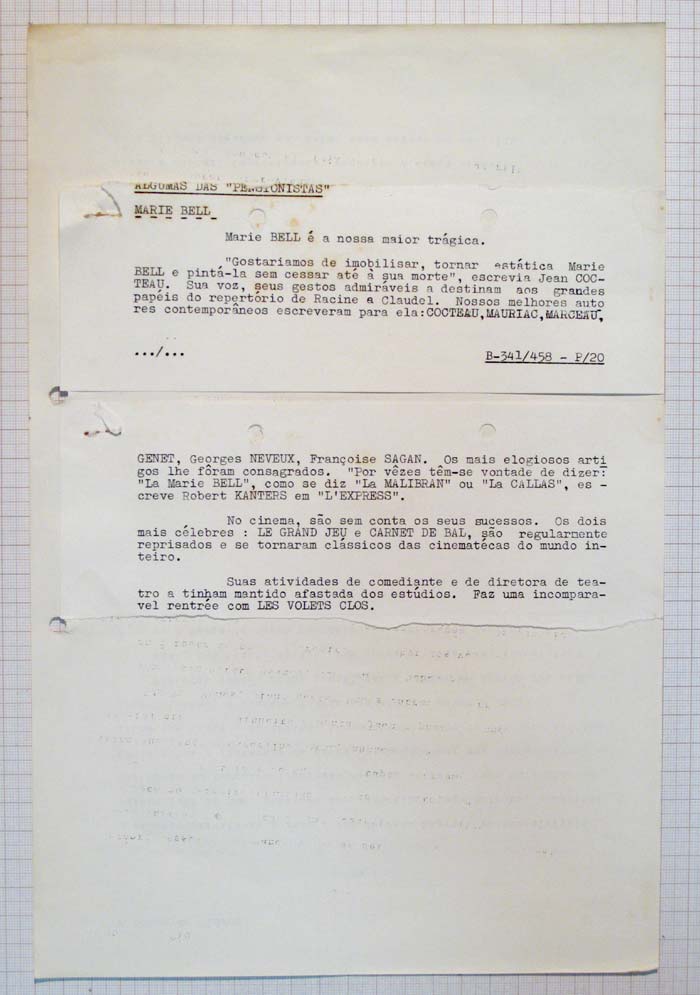 ALGUMAS DAS "PENSIONISTAS"
MARIE BELL
Marie BELL é a nossa maior trágica.
"Gostariamos de imobilisar, tornar estática Marie
BELL e pintá-la sem cessar até à sua morte", escrevia Jean COC-
TEAU. Sua voz, seus gestos admiráveis a destinam aos grandes
papéis do repertório de Racine a Claudel. Nossos melhores auto
res contemporâneos escreveram para ela:COCTEAU,MAURIAC,MARCEAU,
.../...
B-341/458 - P/20
GENET, Georges NEVEUX, Françoise SAGAN. Os mais elogiosos arti
gos lhe fôram consagrados. "Por vêzes têm-se vontade de dizer:
"La Marie BELL", como se diz "La MALIBRAN" ou "La CALLAS", es -
creve Robert KANTERS em "L'EXPRESS".
No cinema, são sem conta os seus sucessos. Os dois
mais célebres : LE GRAND JEU e CARNET DE BAL, são regularmente
reprisados e se tornaram clássicos das cinematécas do mundo in-
teiro.
Suas atividades de comediante e de diretora de tea-
tro a tinham mantido afastada dos estúdios. Faz uma incompara-
vel rentrée com LES VOLETS CLOS.